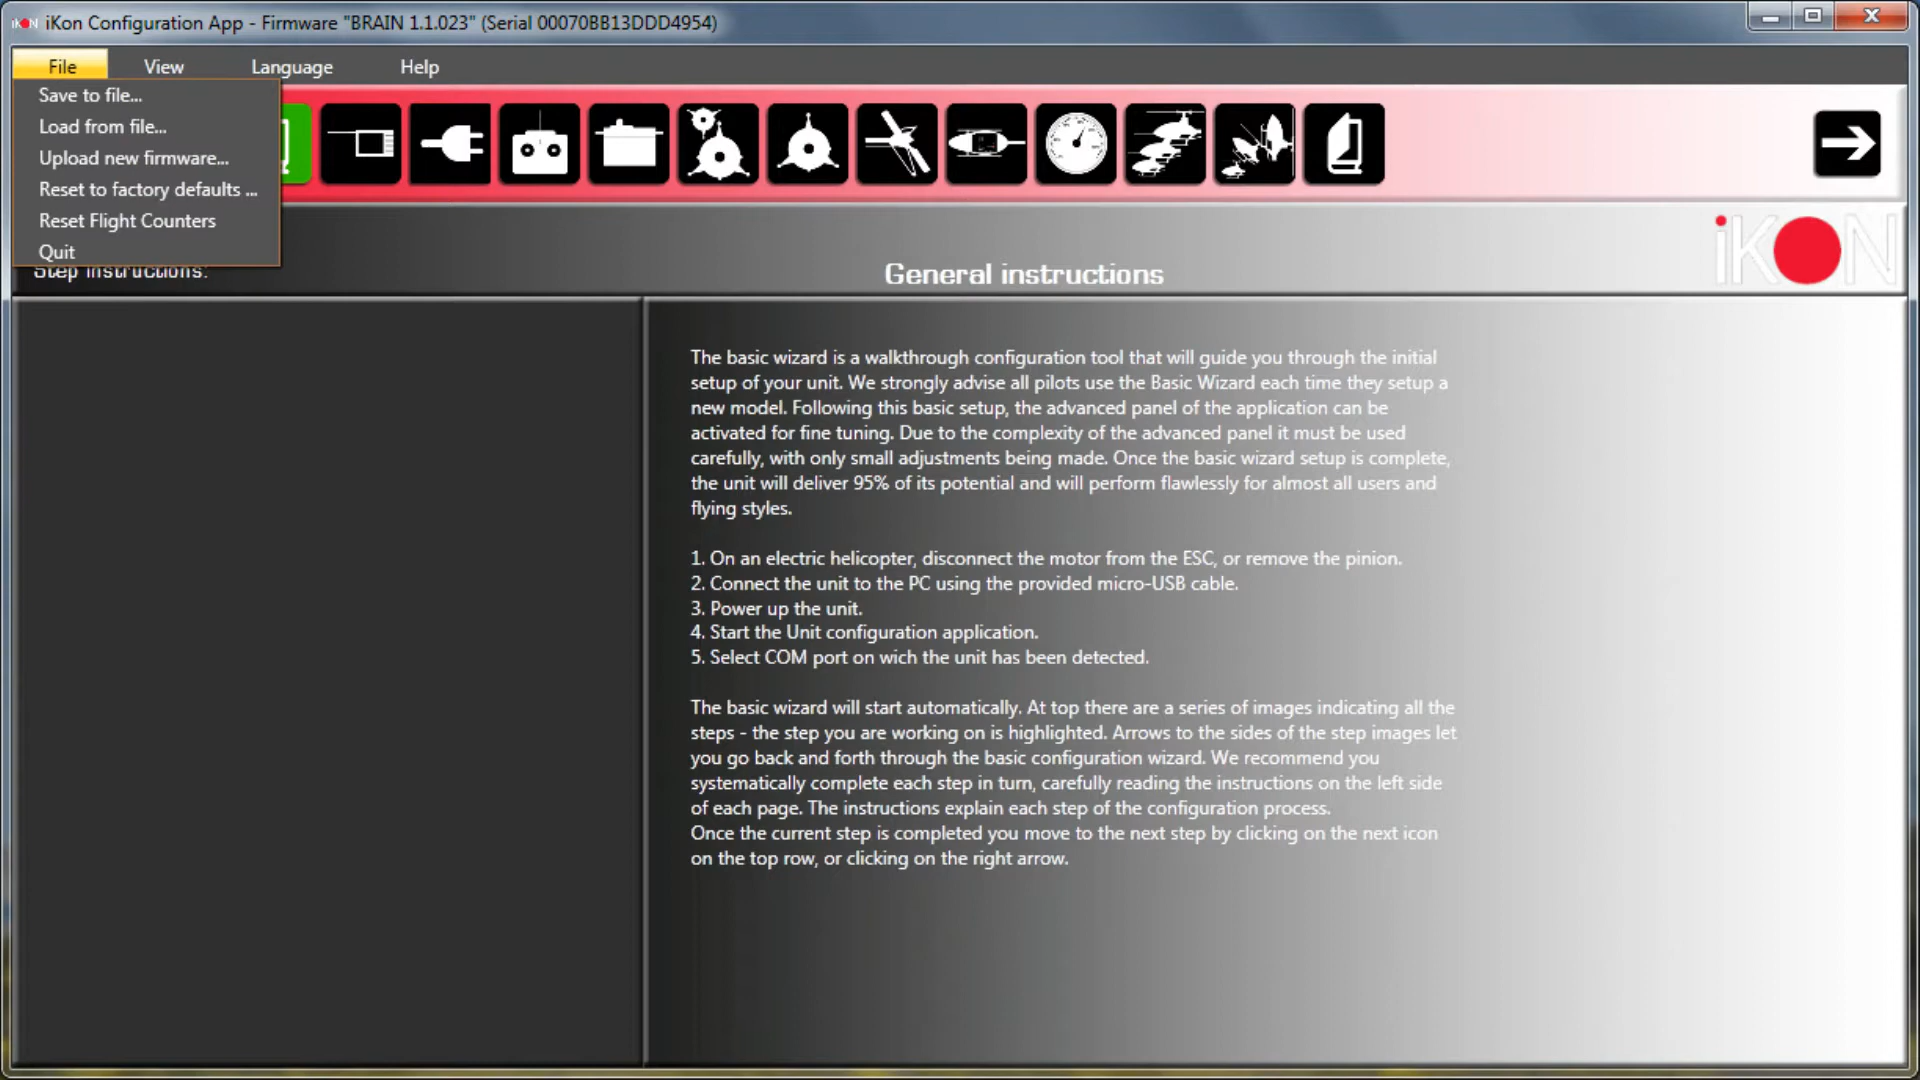 iKon Configuration App - Firmware "BRAIN 1.1.023" (Serial 00070BB13DDD4954)
File View Language Help
Save to file...
Load from file...
Upload new firmware...
Reset to factory defaults ...
Reset Flight Counters
Quit
iKON
Step instructions:
General instructions
The basic wizard is a walkthrough configuration tool that will guide you through the initial
setup of your unit. We strongly advise all pilots use the Basic Wizard each time they setup a
new model. Following this basic setup, the advanced panel of the application can be
activated for fine tuning. Due to the complexity of the advanced panel it must be used
carefully, with only small adjustments being made. Once the basic wizard setup is complete,
the unit will deliver 95% of its potential and will perform flawlessly for almost all users and
flying styles.
1. On an electric helicopter, disconnect the motor from the ESC, or remove the pinion.
2. Connect the unit to the PC using the provided micro-USB cable.
3. Power up the unit.
4. Start the Unit configuration application.
5. Select COM port on wich the unit has been detected.
The basic wizard will start automatically. At top there are a series of images indicating all the
steps - the step you are working on is highlighted. Arrows to the sides of the step images let
you go back and forth through the basic configuration wizard. We recommend you
systematically complete each step in turn, carefully reading the instructions on the left side
of each page. The instructions explain each step of the configuration process.
Once the current step is completed you move to the next step by clicking on the next icon
on the top row, or clicking on the right arrow.